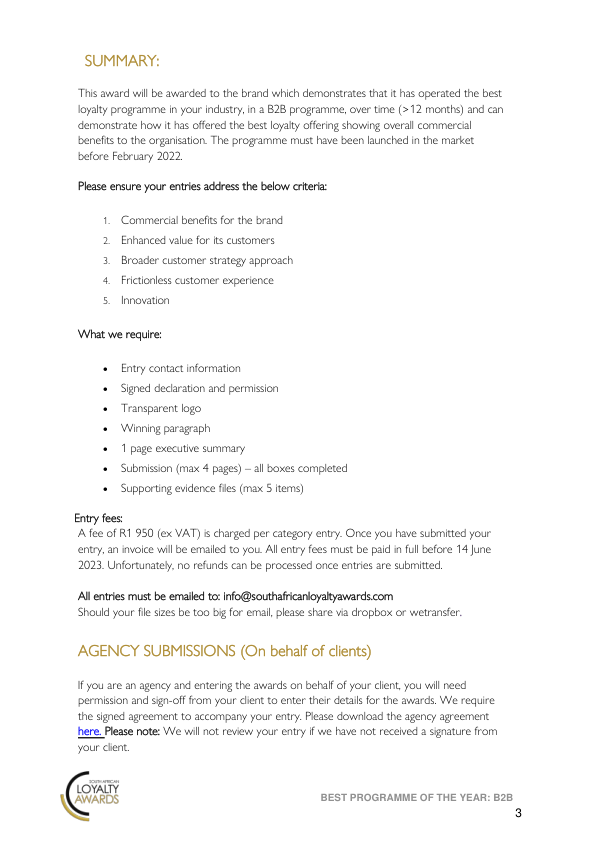 SUMMARY:
This award will be awarded to the brand which demonstrates that it has operated the best
loyalty programme in your industry, in a B2B programme, over time (>12 months) and can
demonstrate how it has offered the best loyalty offering showing overall commercial
benefits to the organisation. The programme must have been launched in the market
before February 2022.
Please ensure your entries address the below criteria:
1. Commercial benefits for the brand
2. Enhanced value for its customers
3. Broader customer strategy approach
4. Frictionless customer experience
5. Innovation
What we require:
• Entry contact information
• Signed declaration and permission
• Transparent logo
• Winning paragraph
• 1 page executive summary
• Submission (max 4 pages) – all boxes completed
• Supporting evidence files (max 5 items)
Entry fees:
A fee of R1 950 (ex VAT) is charged per category entry. Once you have submitted your
entry, an invoice will be emailed to you. All entry fees must be paid in full before 14 June
2023. Unfortunately, no refunds can be processed once entries are submitted.
All entries must be emailed to: info@southafricanloyaltyawards.com
Should your file sizes be too big for email, please share via dropbox or wetransfer.
AGENCY SUBMISSIONS (On behalf of clients)
If you are an agency and entering the awards on behalf of your client, you will need
permission and sign-off from your client to enter their details for the awards. We require
the signed agreement to accompany your entry. Please download the agency agreement
here. Please note: We will not review your entry if we have not received a signature from
your client.
SOUTH AFRICAN
LOYALTY
AWARDS
BEST PROGRAMME OF THE YEAR: B2B
3